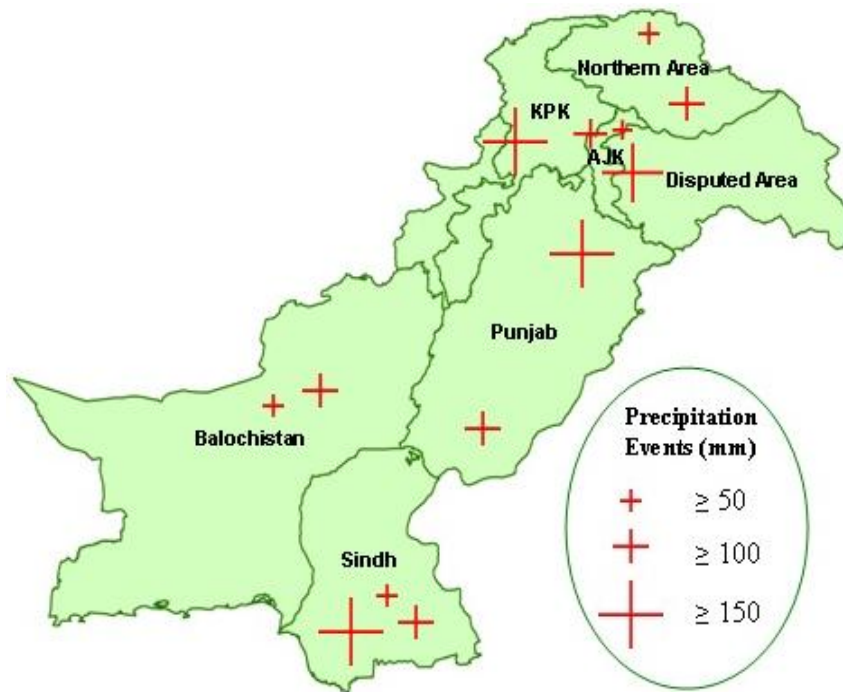 Northern Area
KPK
AJK
Disputed Area
Punjab
Balochistan
Sindh
Precipitation
Events (mm)
≥ 50
≥ 100
≥ 150